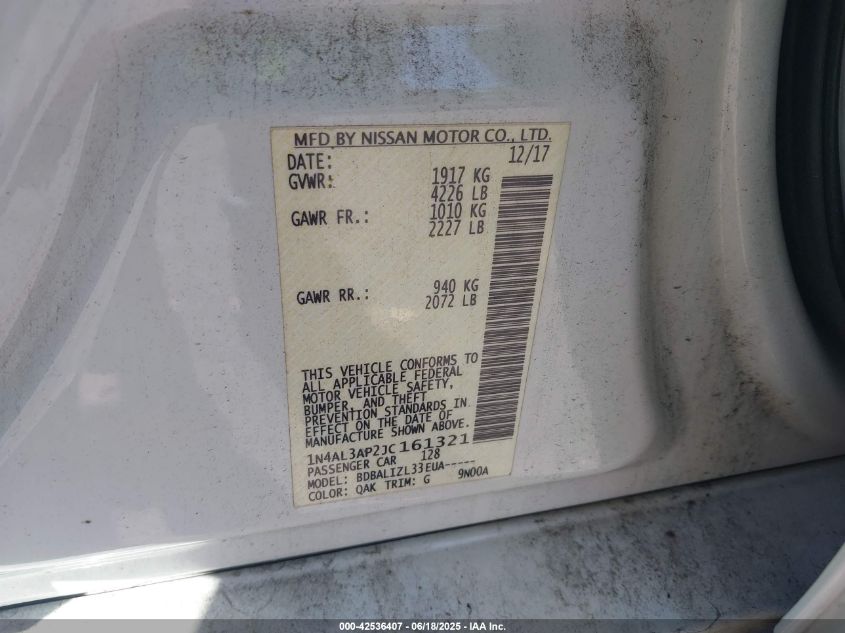 MFD BY NISSAN MOTOR CO., LTD.
DATE: 12/17
GVWR: 1917 KG
4226 LB
GAWR FR.: 1010 KG
2227 LB
GAWR RR.: 940 KG
2072 LB
THIS VEHICLE CONFORMS TO
ALL APPLICABLE FEDERAL
MOTOR VEHICLE SAFETY,
BUMPER, AND THEFT
PREVENTION STANDARDS IN
EFFECT ON THE DATE OF
MANUFACTURE SHOWN ABOVE.
1N4AL3AP2JC161321
PASSENGER CAR 128
MODEL: BDBALIZL33EUA-----
COLOR: QAK TRIM: G 9N00A
000-42536407 - 06/18/2025 - IAA Inc.